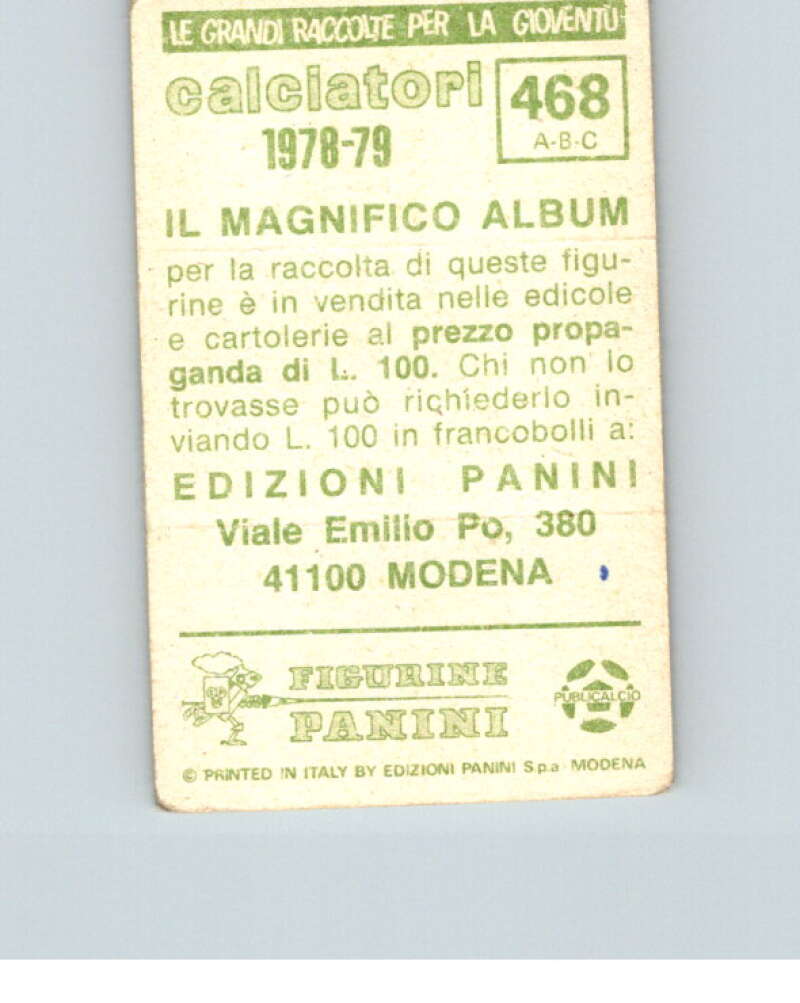 LE GRANDI RACCOLTE PER LA GIOVENTÙ
calciatori
1978-79
468
A-B-C
IL MAGNIFICO ALBUM
per la raccolta di queste figu-
rine è in vendita nelle edicole
e cartolerie al prezzo propa-
ganda di L. 100. Chi non lo
trovasse può richiederlo in-
viando L. 100 in francobolli a:
EDIZIONI PANINI
Viale Emilio Po, 380
41100 MODENA
FIGURINE
PANINI
PUBLICALCIO
© PRINTED IN ITALY BY EDIZIONI PANINI S.p.a. MODENA